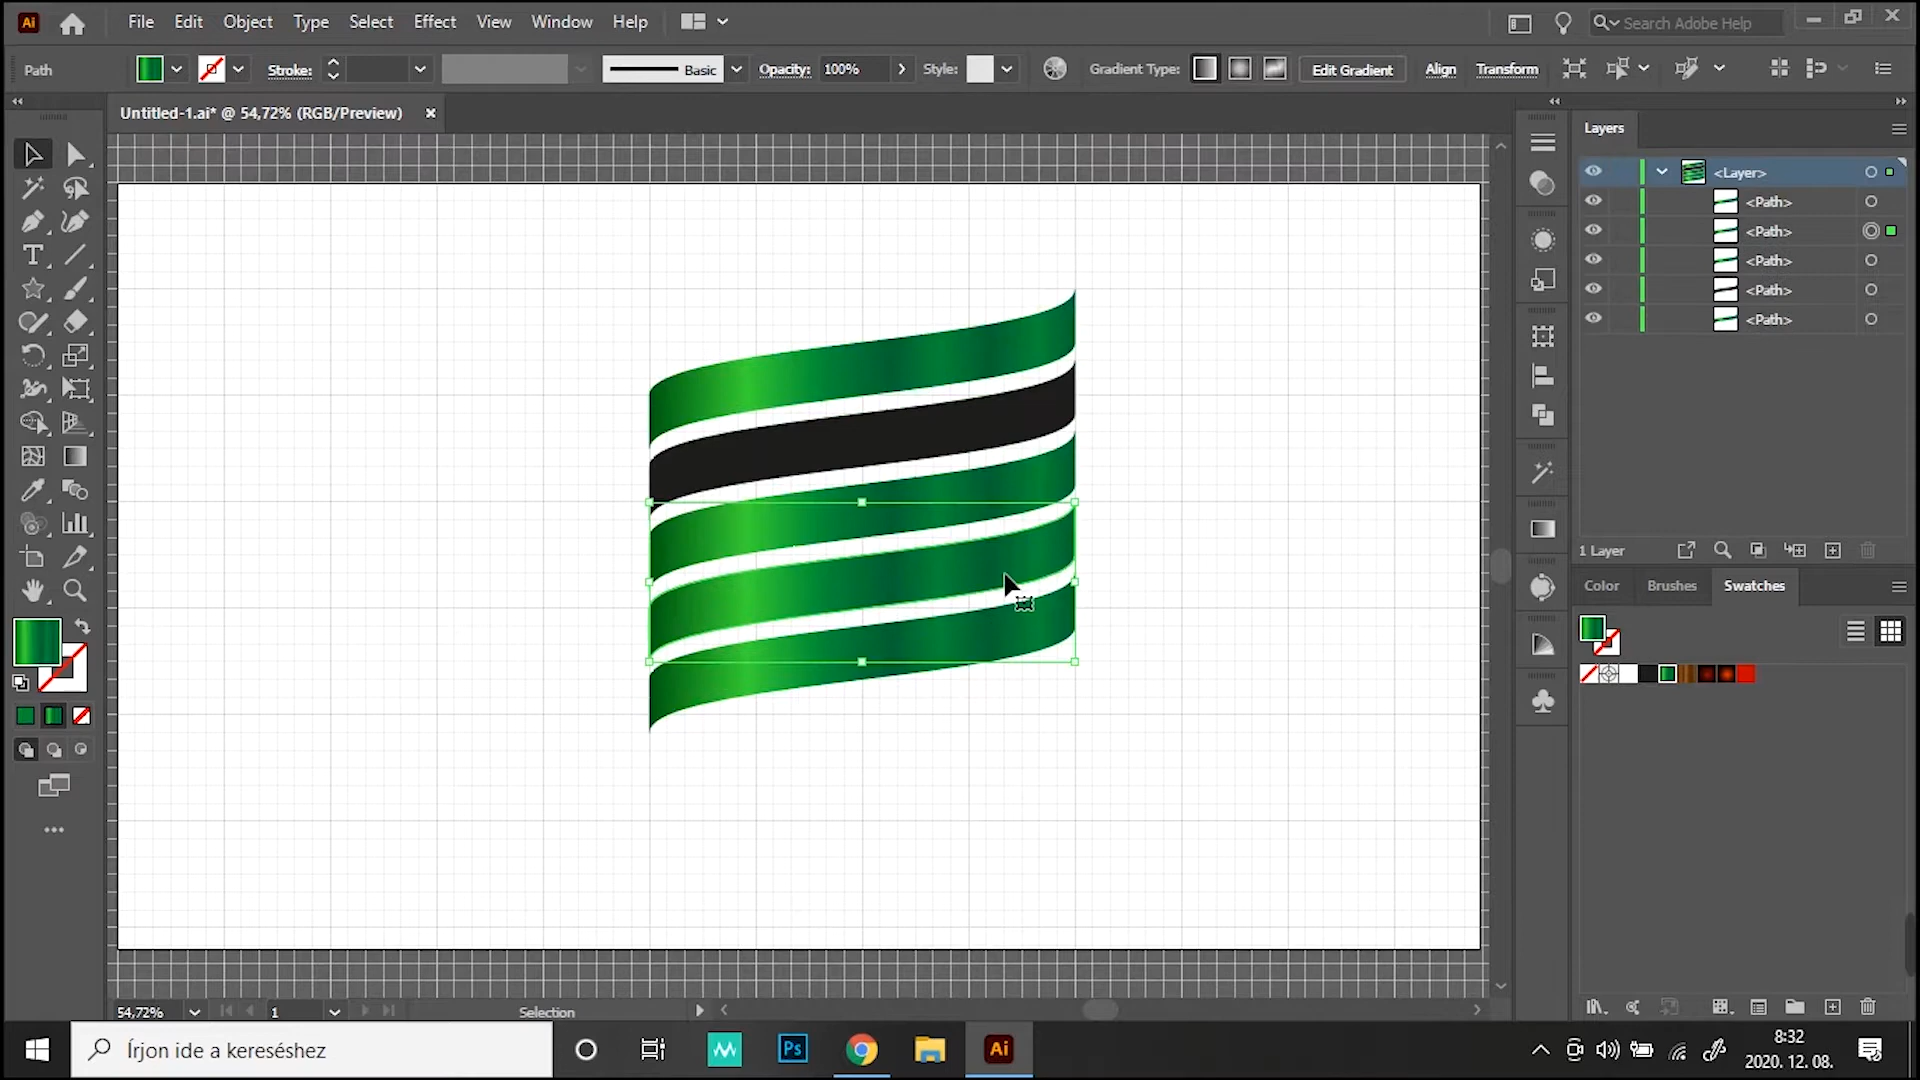 Ai File Edit Object Type Select Effect View Window Help Search Adobe Help
Path Stroke: Basic Opacity: 100% Style: Gradient Type: Edit Gradient Align Transform
Untitled-1.ai* @ 54,72% (RGB/Preview)
Layers
<Layer>
<Path>
<Path>
<Path>
<Path>
<Path>
1 Layer
Color Brushes Swatches
54,72% 1 Selection
Írjon ide a kereséshez
Ps
Ai
8:32
2020. 12. 08.